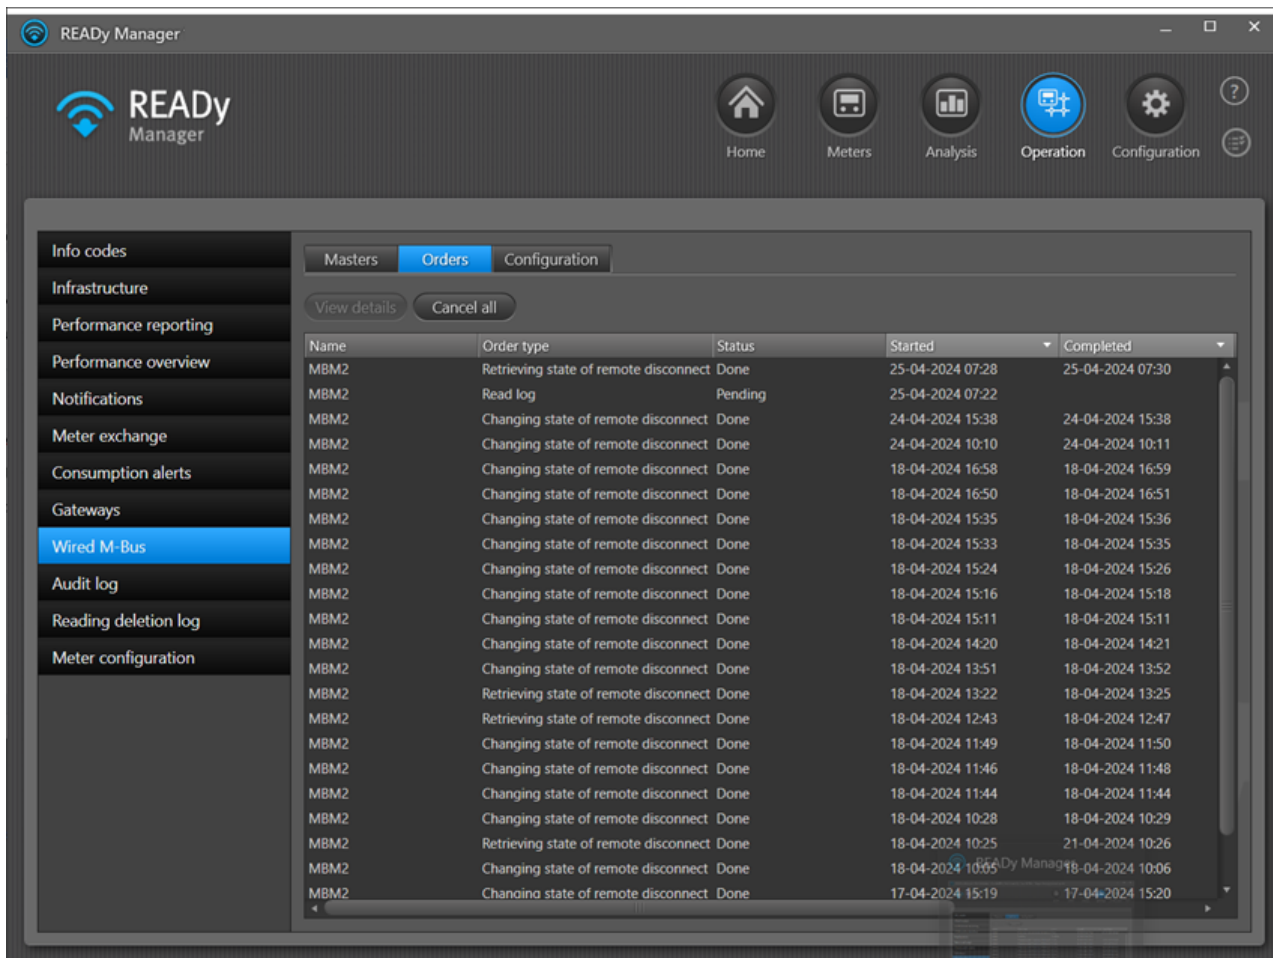 READy Manager
READy
Manager
Home Meters Analysis Operation Configuration
?
Info codes
Infrastructure
Performance reporting
Performance overview
Notifications
Meter exchange
Consumption alerts
Gateways
Wired M-Bus
Audit log
Reading deletion log
Meter configuration
Masters Orders Configuration
View details Cancel all
Name Order type Status Started Completed
MBM2 Retrieving state of remote disconnect Done 25-04-2024 07:28 25-04-2024 07:30
MBM2 Read log Pending 25-04-2024 07:22
MBM2 Changing state of remote disconnect Done 24-04-2024 15:38 24-04-2024 15:38
MBM2 Changing state of remote disconnect Done 24-04-2024 10:10 24-04-2024 10:11
MBM2 Changing state of remote disconnect Done 18-04-2024 16:58 18-04-2024 16:59
MBM2 Changing state of remote disconnect Done 18-04-2024 16:50 18-04-2024 16:51
MBM2 Changing state of remote disconnect Done 18-04-2024 15:35 18-04-2024 15:36
MBM2 Changing state of remote disconnect Done 18-04-2024 15:33 18-04-2024 15:35
MBM2 Changing state of remote disconnect Done 18-04-2024 15:24 18-04-2024 15:26
MBM2 Changing state of remote disconnect Done 18-04-2024 15:16 18-04-2024 15:18
MBM2 Changing state of remote disconnect Done 18-04-2024 15:11 18-04-2024 15:11
MBM2 Changing state of remote disconnect Done 18-04-2024 14:20 18-04-2024 14:21
MBM2 Changing state of remote disconnect Done 18-04-2024 13:51 18-04-2024 13:52
MBM2 Retrieving state of remote disconnect Done 18-04-2024 13:22 18-04-2024 13:25
MBM2 Retrieving state of remote disconnect Done 18-04-2024 12:43 18-04-2024 12:47
MBM2 Changing state of remote disconnect Done 18-04-2024 11:49 18-04-2024 11:50
MBM2 Changing state of remote disconnect Done 18-04-2024 11:46 18-04-2024 11:48
MBM2 Changing state of remote disconnect Done 18-04-2024 11:44 18-04-2024 11:44
MBM2 Changing state of remote disconnect Done 18-04-2024 10:28 18-04-2024 10:29
MBM2 Retrieving state of remote disconnect Done 18-04-2024 10:25 21-04-2024 10:26
READy Manager
MBM2 Changing state of remote disconnect Done 18-04-2024 10:05 18-04-2024 10:06
MBM2 Changing state of remote disconnect Done 17-04-2024 15:19 17-04-2024 15:20